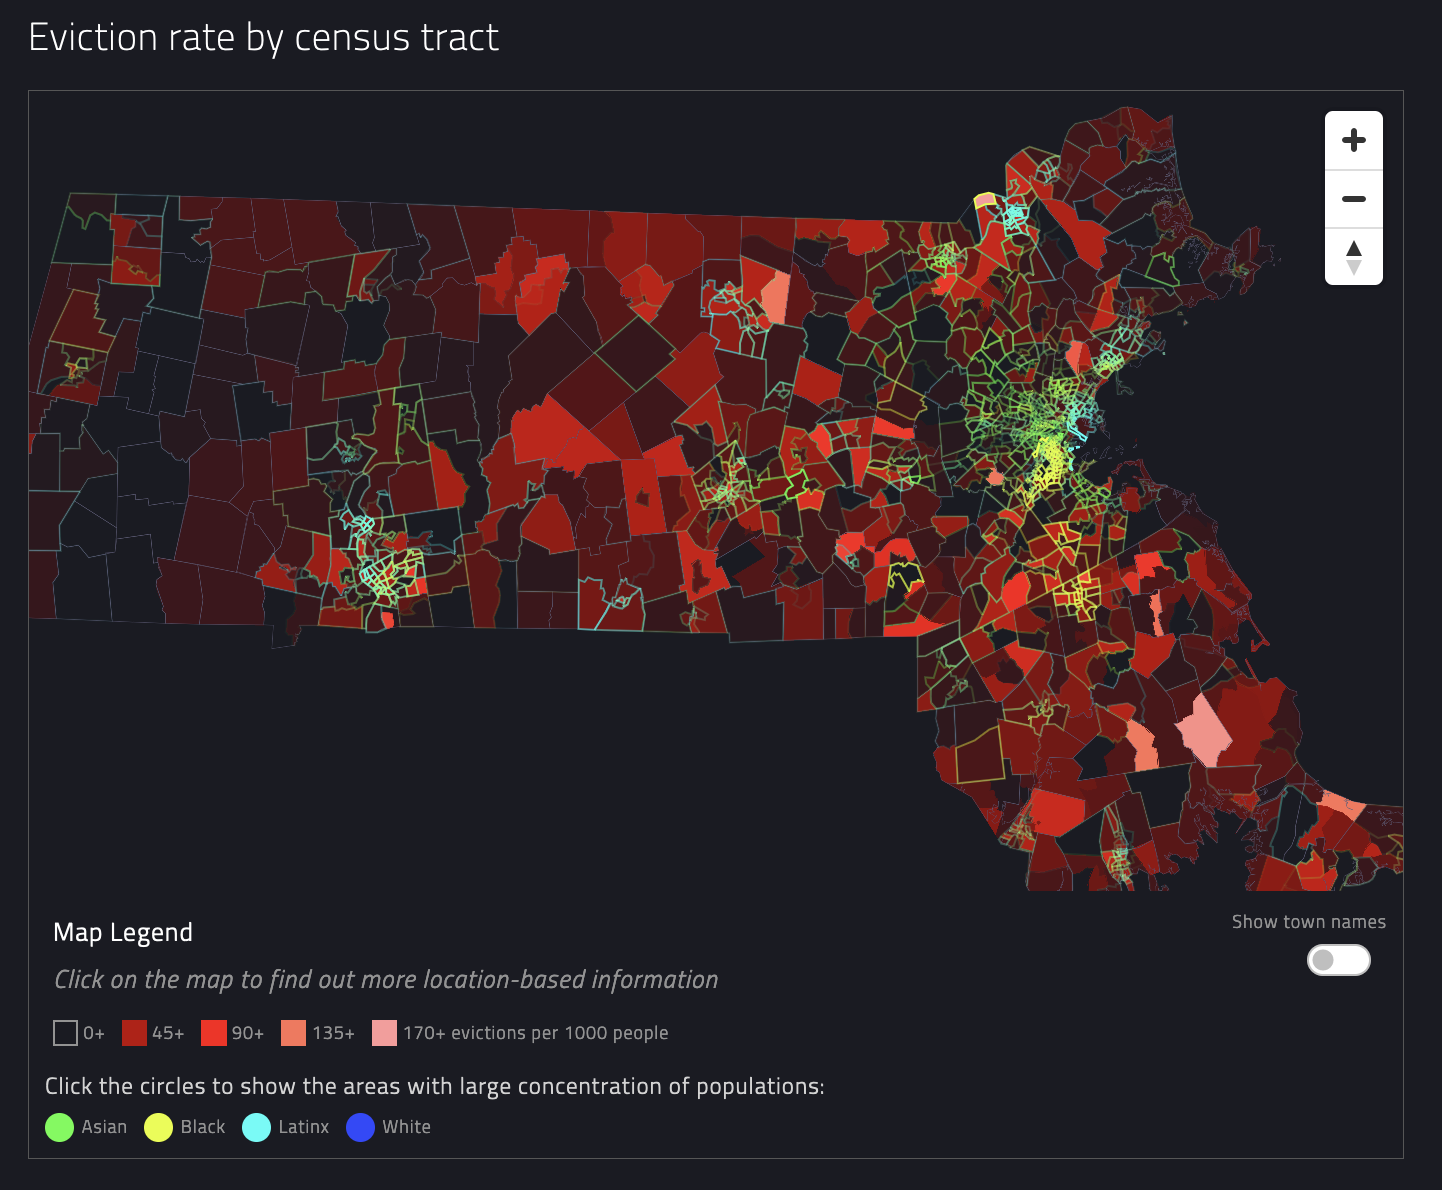 Eviction rate by census tract
Map Legend
Show town names
Click on the map to find out more location-based information
0+ 45+ 90+ 135+ 170+ evictions per 1000 people
Click the circles to show the areas with large concentration of populations:
Asian Black Latinx White